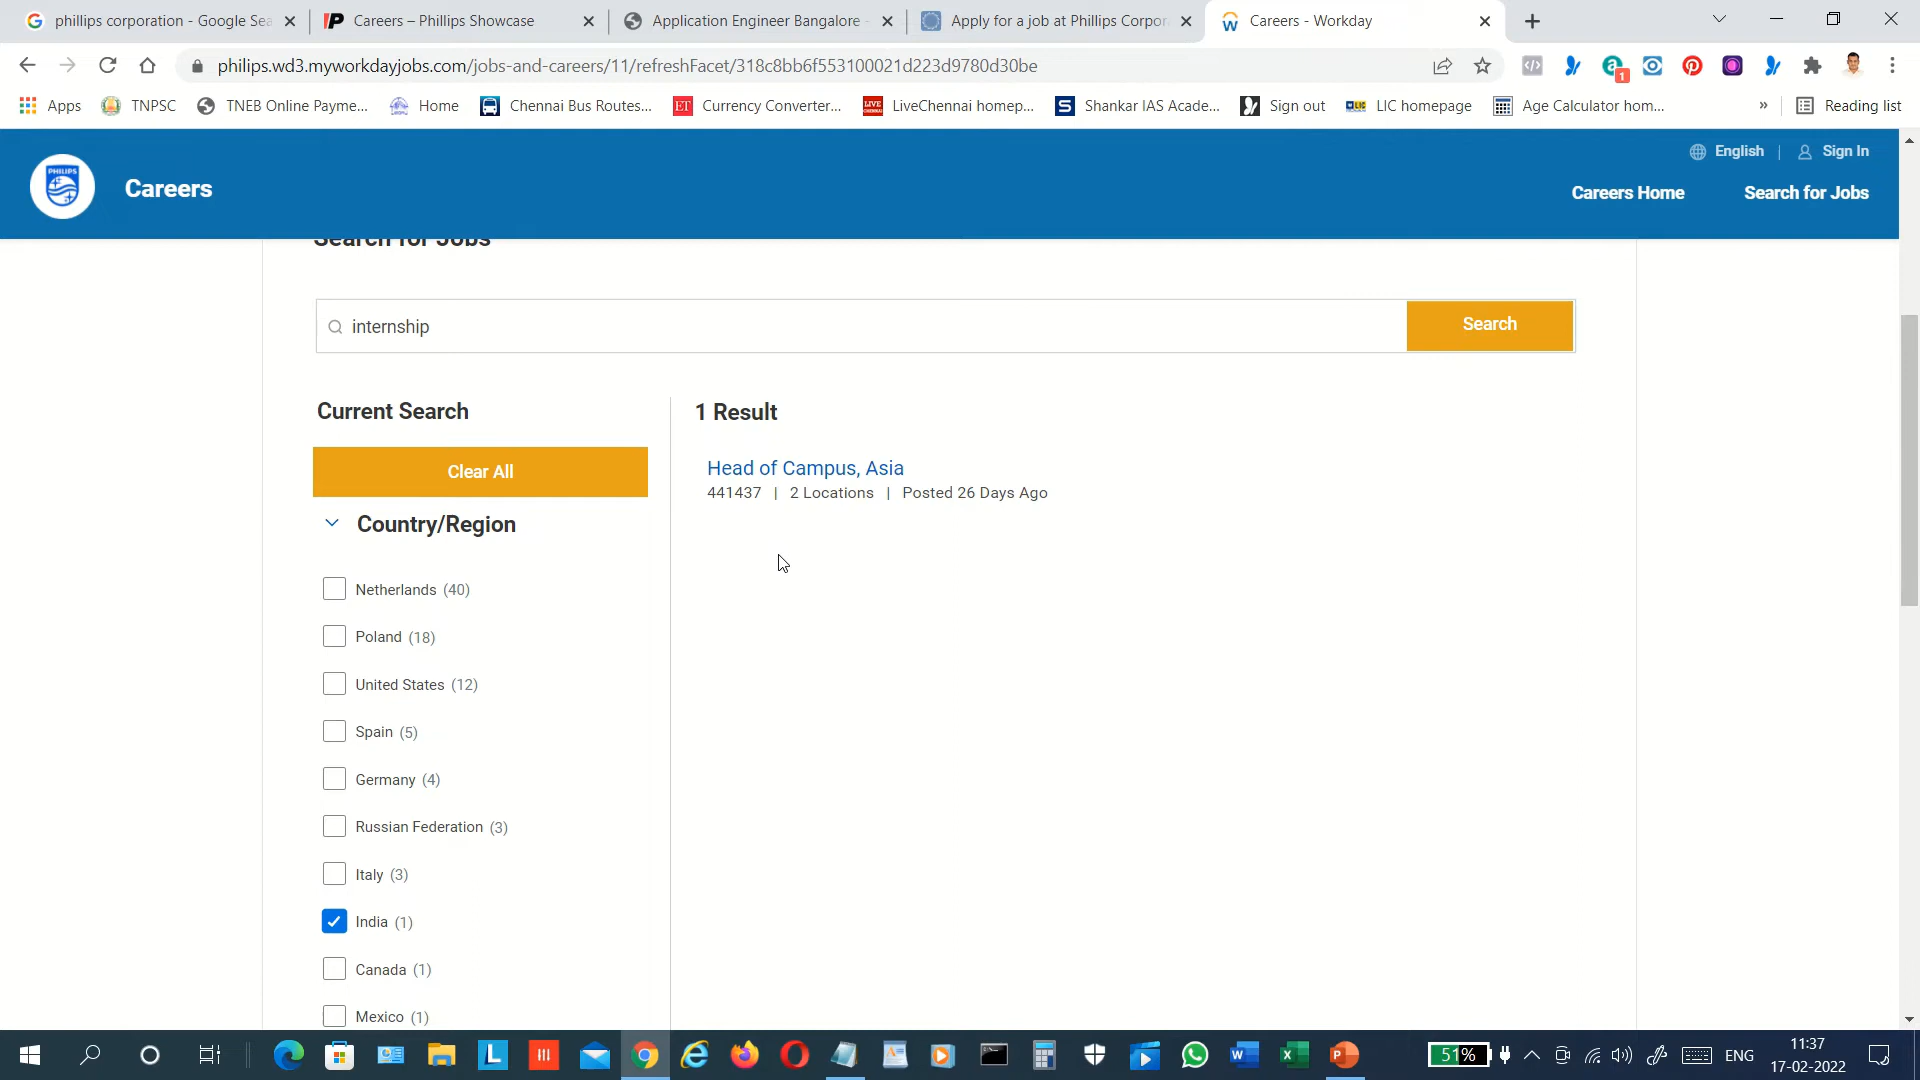 phillips corporation - Google Sea
Careers – Phillips Showcase
Application Engineer Bangalore -
Apply for a job at Phillips Corpor
Careers - Workday
philips.wd3.myworkdayjobs.com/jobs-and-careers/11/refreshFacet/318c8bb6f553100021d223d9780d30be
Apps
TNPSC
TNEB Online Payme...
Home
Chennai Bus Routes...
Currency Converter...
LiveChennai homep...
Shankar IAS Acade...
Sign out
LIC homepage
Age Calculator hom...
»
Reading list
English | Sign In
PHILIPS
Careers
Careers Home
Search for Jobs
Search for Jobs
internship
Search
Current Search
1 Result
Clear All
Head of Campus, Asia
441437 | 2 Locations | Posted 26 Days Ago
Country/Region
Netherlands (40)
Poland (18)
United States (12)
Spain (5)
Germany (4)
Russian Federation (3)
Italy (3)
India (1)
Canada (1)
Mexico (1)
51%
ENG
11:37
17-02-2022